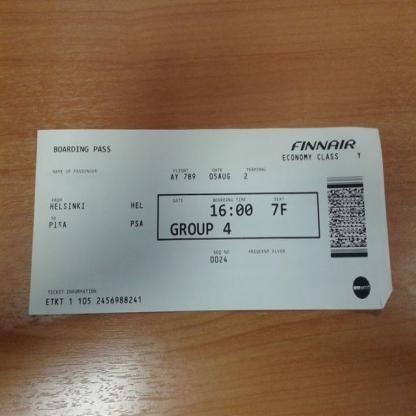 BOARDING PASS
FINNAIR
ECONOMY CLASS Y
NAME OF PASSENGER
FLIGHT DATE TERMINAL
AY 789 05AUG 2
FROM
HELSINKI HEL
TO
PISA PSA
GATE BOARDING TIME SEAT
16:00 7F
GROUP 4
SEQ NO FREQUENT FLYER
0024
TICKET INFORMATION
ETKT 1 105 2456988241